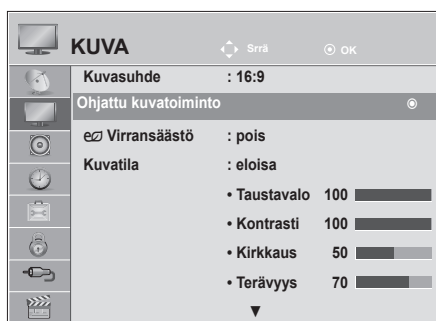 KUVA Srrä OK
Kuvasuhde : 16:9
Ohjattu kuvatoiminto
Virransäästö : pois
Kuvatila : eloisa
• Taustavalo 100
• Kontrasti 100
• Kirkkaus 50
• Terävyys 70